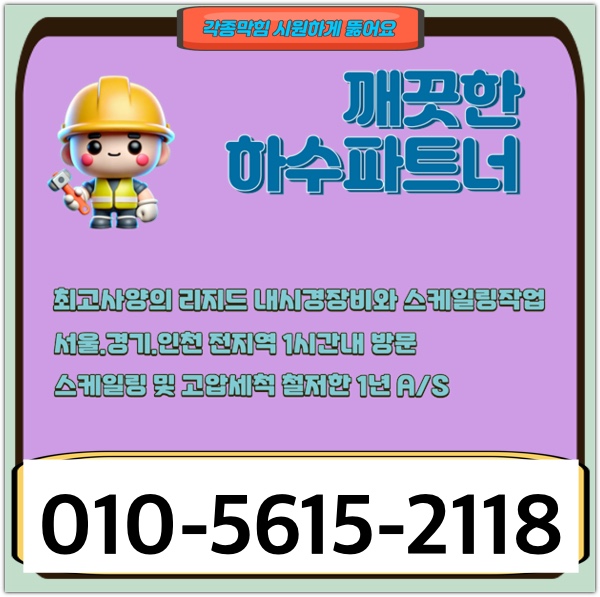 각종막힘 시원하게 뚫어요
깨끗한
하수파트너
최고사양의 리지드 내시경장비와 스케일링작업
서울.경기.인천 전지역 1시간내 방문
스케일링 및 고압세척 철저한 1년 A/S
010-5615-2118